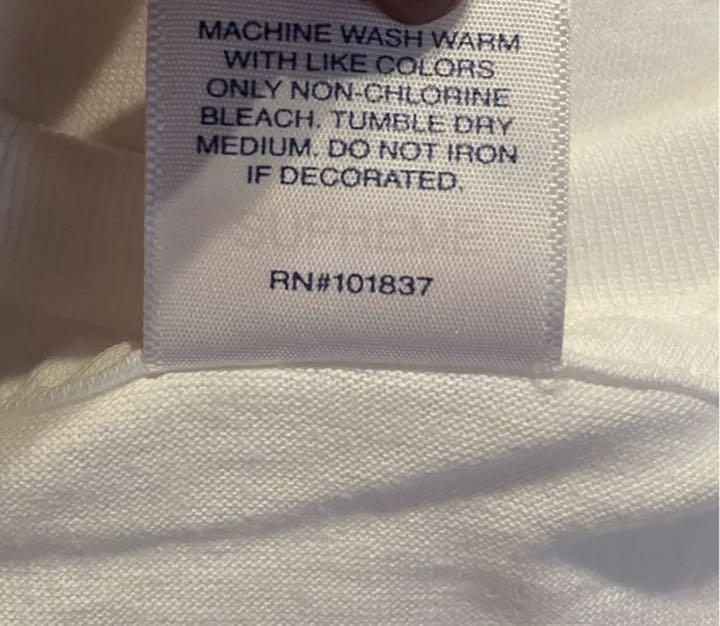 MACHINE WASH WARM
WITH LIKE COLORS
ONLY NON-CHLORINE
BLEACH. TUMBLE DRY
MEDIUM. DO NOT IRON
IF DECORATED.
SUPREME
RN#101837